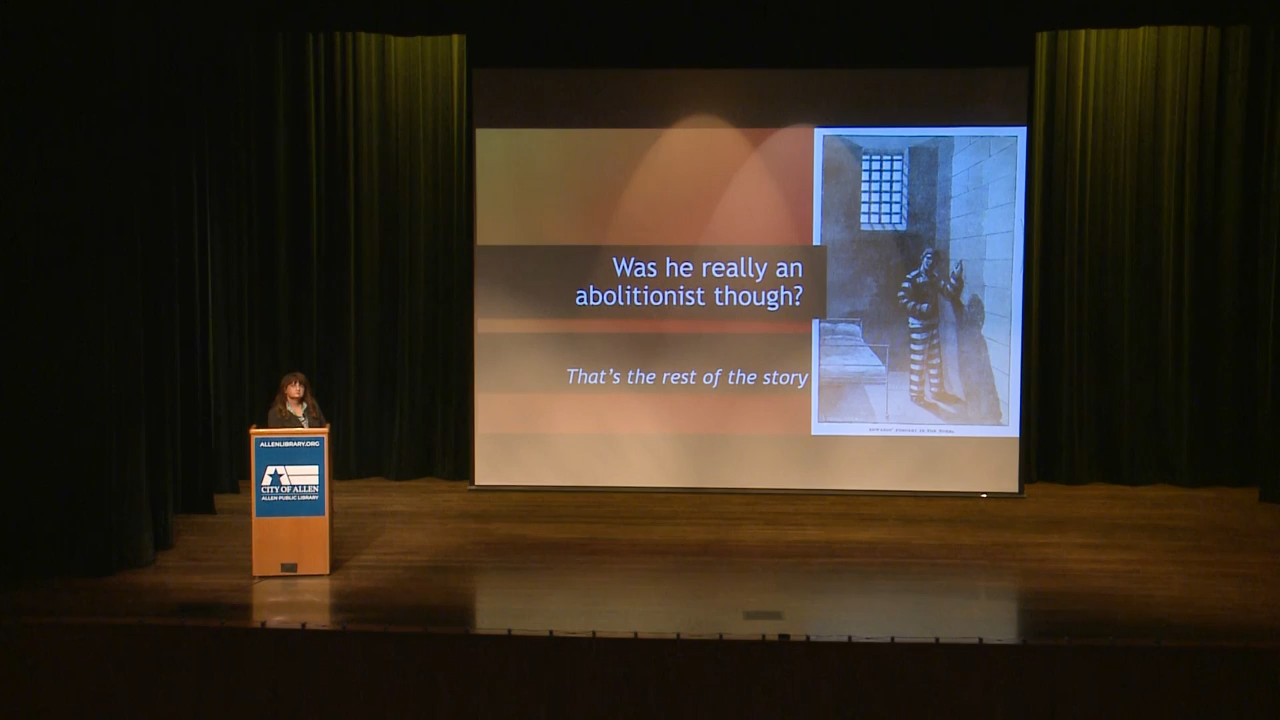 Was he really an
abolitionist though?
That's the rest of the story
ALLENLIBRARY.ORG
CITY OF ALLEN
ALLEN PUBLIC LIBRARY